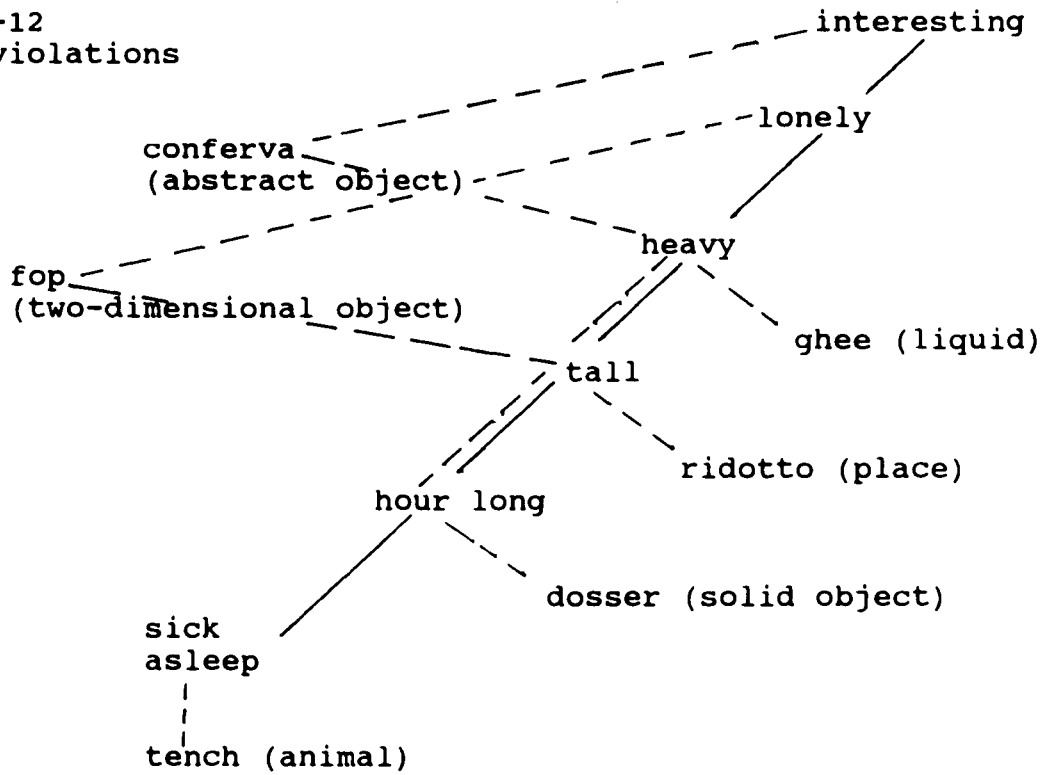 -12
violations
interesting
lonely
conferva
(abstract object)
heavy
fop
(two-dimensional object)
ghee (liquid)
tall
ridotto (place)
hour long
dosser (solid object)
sick
asleep
tench (animal)